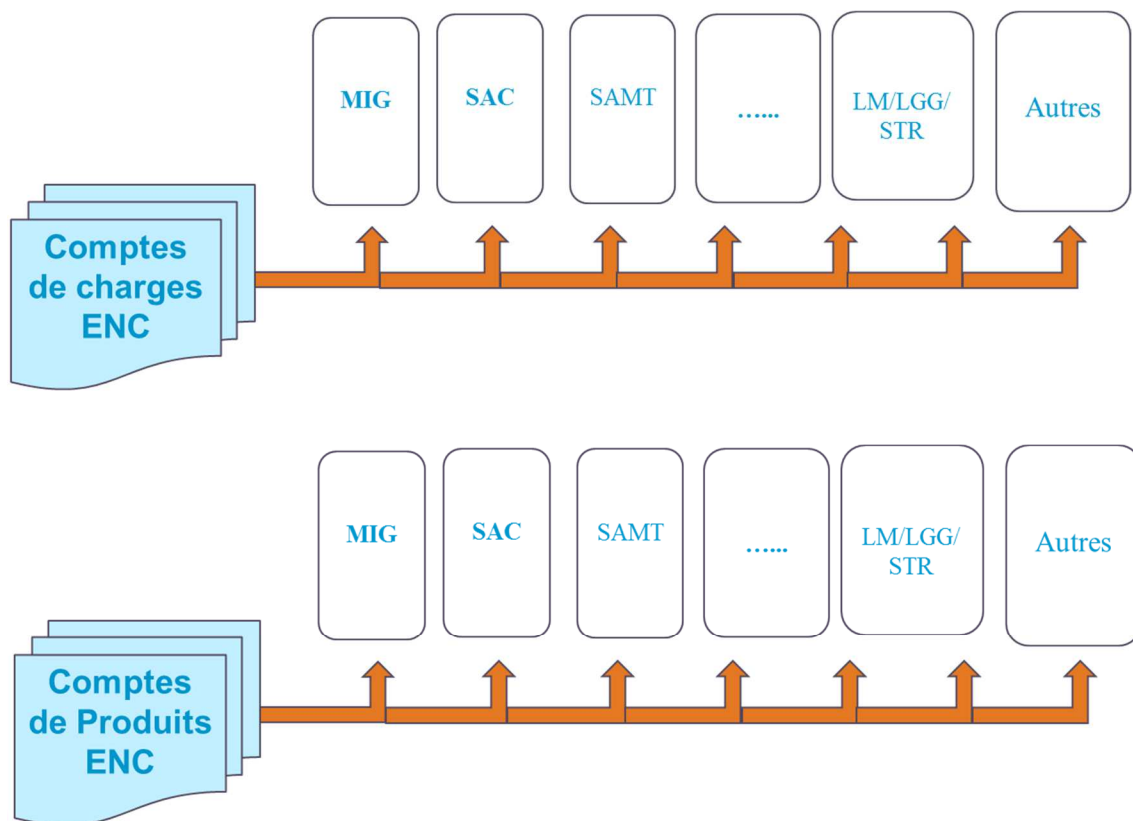 MIG
SAC
SAMT
…...
LM/LGG/
STR
Autres
Comptes
de charges
ENC
MIG
SAC
SAMT
…...
LM/LGG/
STR
Autres
Comptes
de Produits
ENC